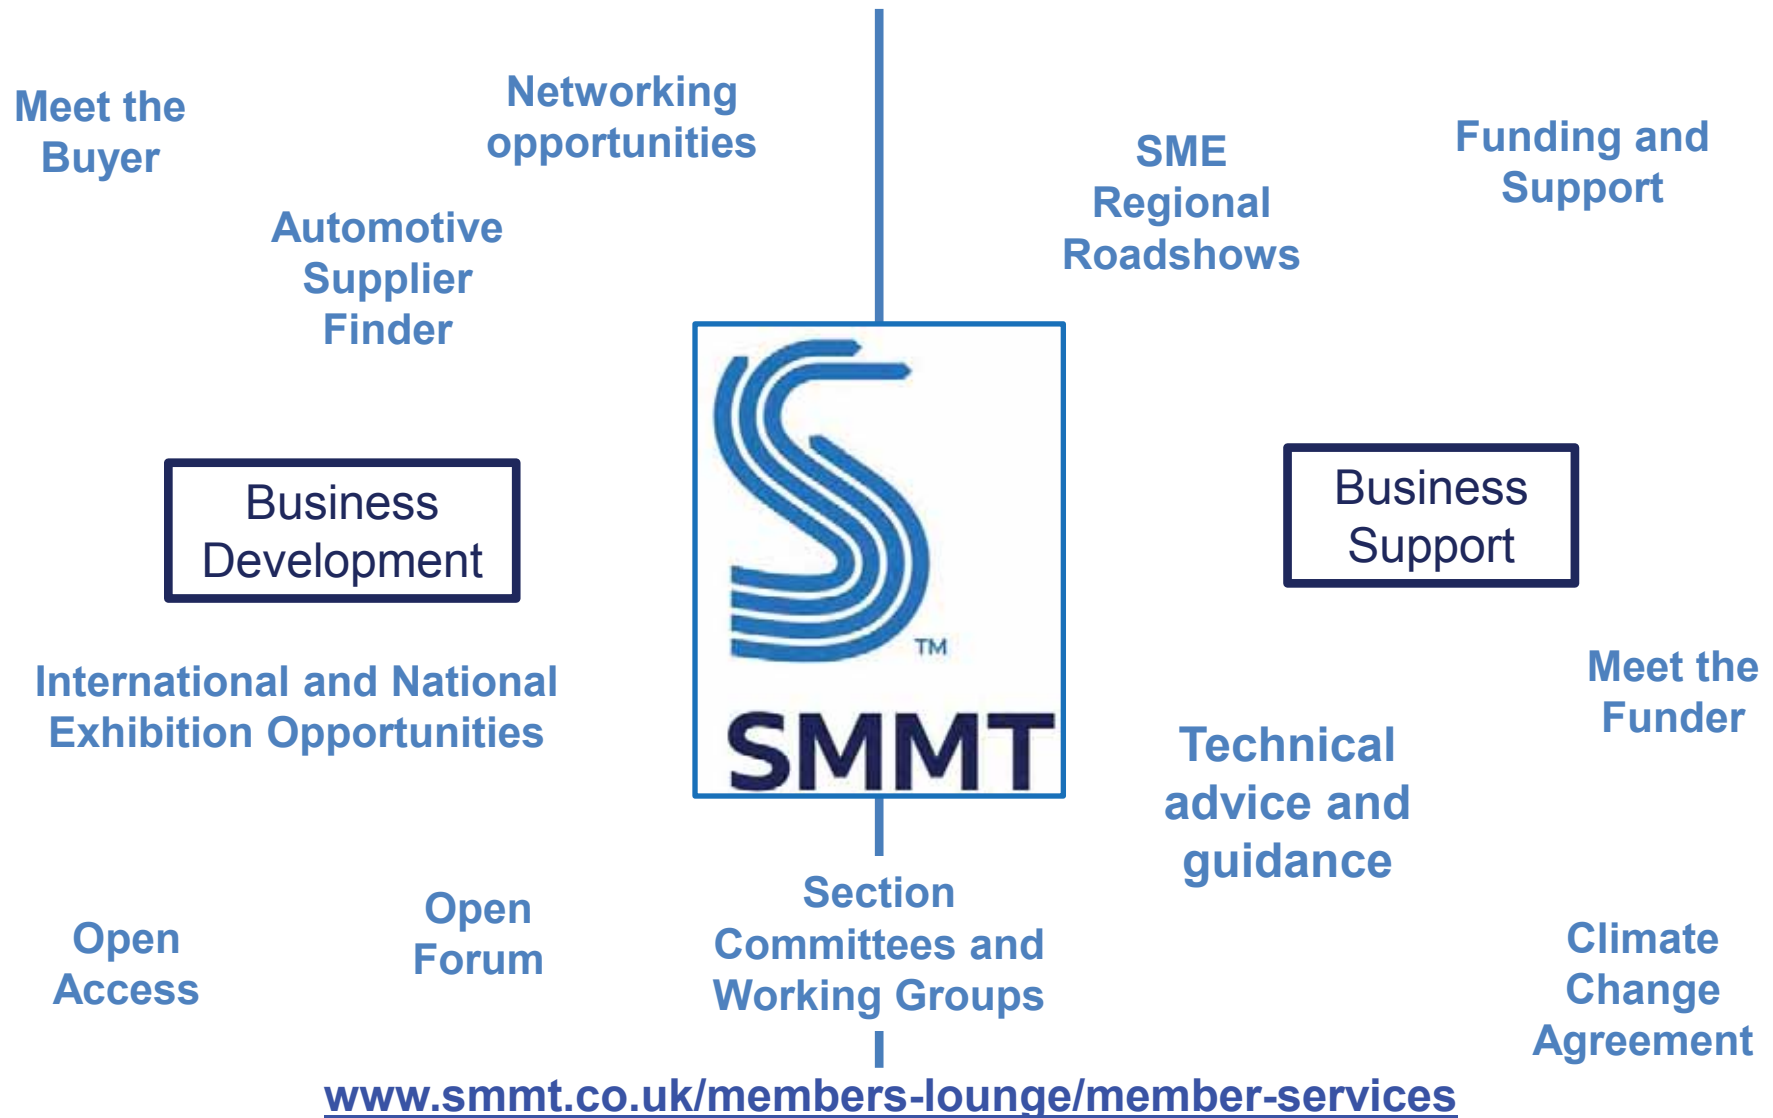 Meet the
Buyer
Networking
opportunities
Automotive
Supplier
Finder
SME
Regional
Roadshows
Funding and
Support
Business
Development
TM
SMMT
Business
Support
International and National
Exhibition Opportunities
Technical
advice and
guidance
Meet the
Funder
Open
Access
Open
Forum
Section
Committees and
Working Groups
Climate
Change
Agreement
www.smmt.co.uk/members-lounge/member-services